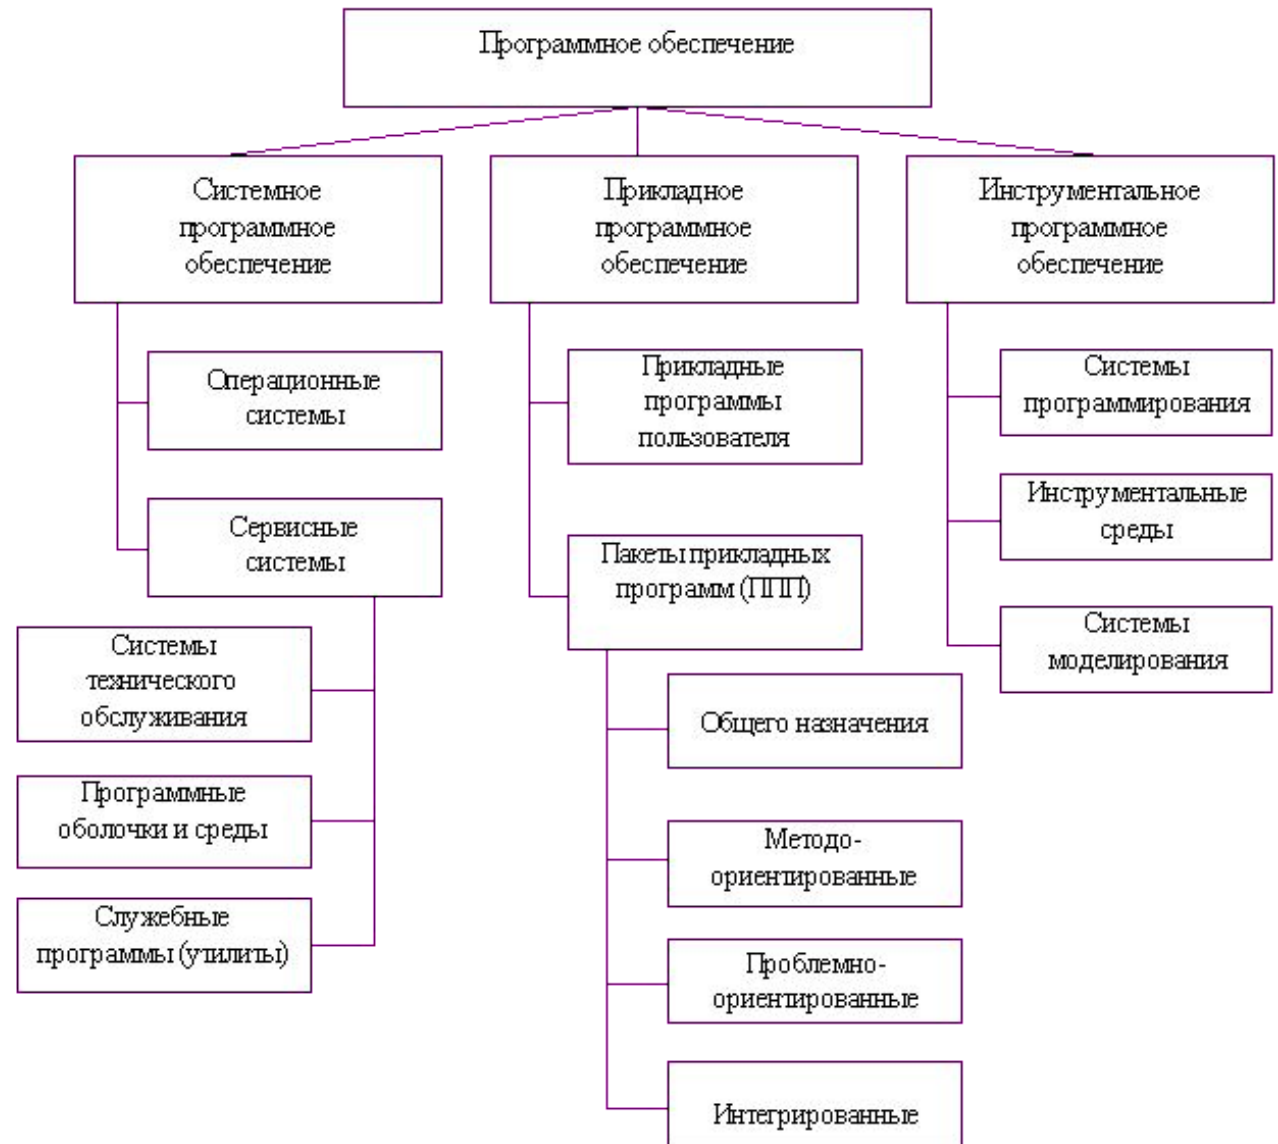 Программное обеспечение
Системное
программное
обеспечение
Прикладное
программное
обеспечение
Инструментальное
программное
обеспечение
Операционные
системы
Сервисные
системы
Системы
технического
обслуживания
Программные
оболочки и среды
Служебные
программы (утилиты)
Прикладные
программы
пользователя
Пакеты прикладных
программ (ППП)
Общего назначения
Методо-
ориентированные
Проблемно-
ориентированные
Интегрированные
Системы
программирования
Инструментальные
среды
Системы
моделирования